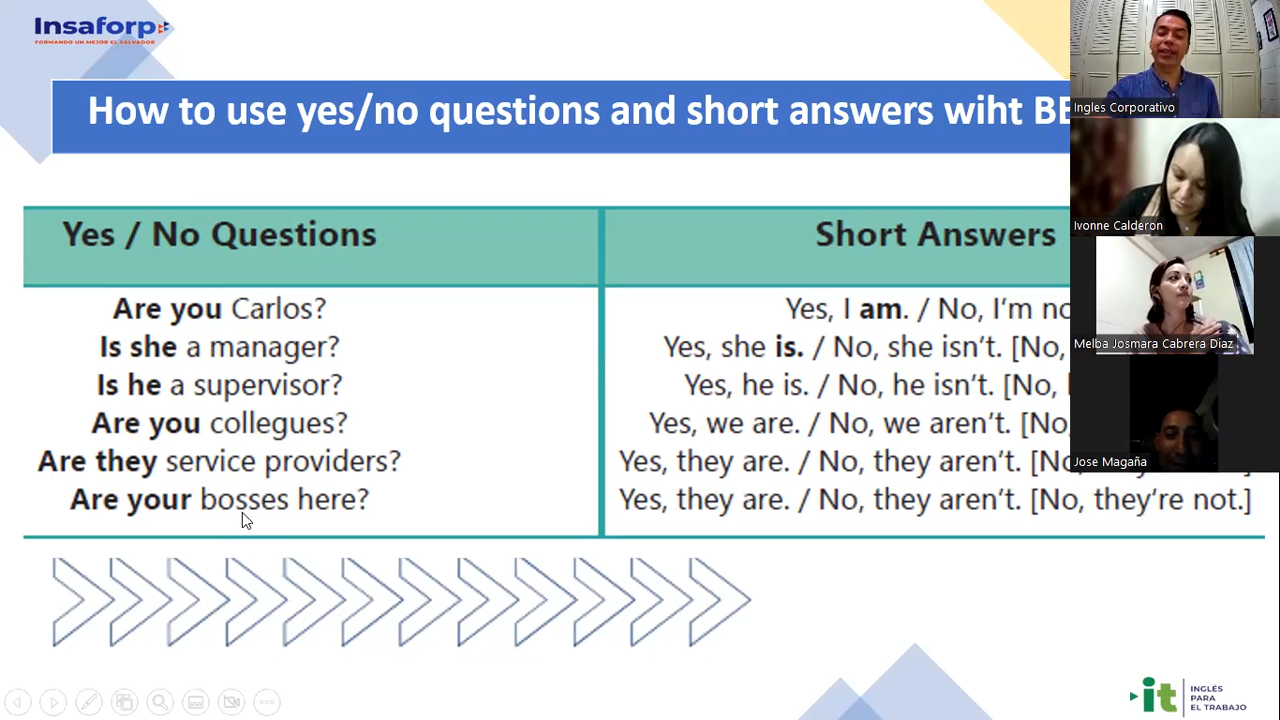 Insaforp
FORMANDO UN MEJOR EL SALVADOR
How to use yes/no questions and short answers wiht
Yes / No Questions
Short Answers
Are you Carlos?
Yes, I am. / No, I'm
Is she a manager?
Yes, she is. / No, she isn't. [No,
Is he a supervisor?
Yes, he is. / No, he isn't. [No,
Are you collegues?
Yes, we are. / No, we aren't. [No,
Are they service providers?
Yes, they are. / No, they aren't.
Are your bosses here?
Yes, they are. / No, they aren't. [No, they're not.]
Ingles Corporativo
Ivonne Calderon
Melba Josmara Cabrera Diaz
Jose Magaña
it
INGLÉS
PARA
EL TRABAJO